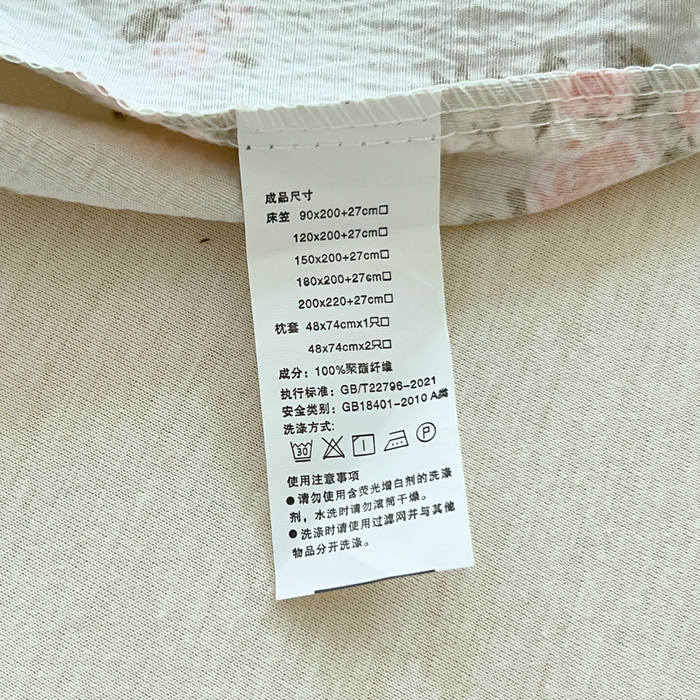 成品尺寸
床笠 90x200+27cm□
120x200+27cm□
150x200+27cm□
180x200+27cm□
200x220+27cm□
枕套 48x74cmx1只□
48x74cmx2只□
成分：100%聚酯纤维
执行标准：GB/T22796-2021
安全类别：GB18401-2010 A类
洗涤方式:
30 P
使用注意事项
●请勿使用含荧光增白剂的洗涤
剂，水洗时请勿滚筒干燥。
●洗涤时请使用过滤网并与其他
物品分开洗涤。